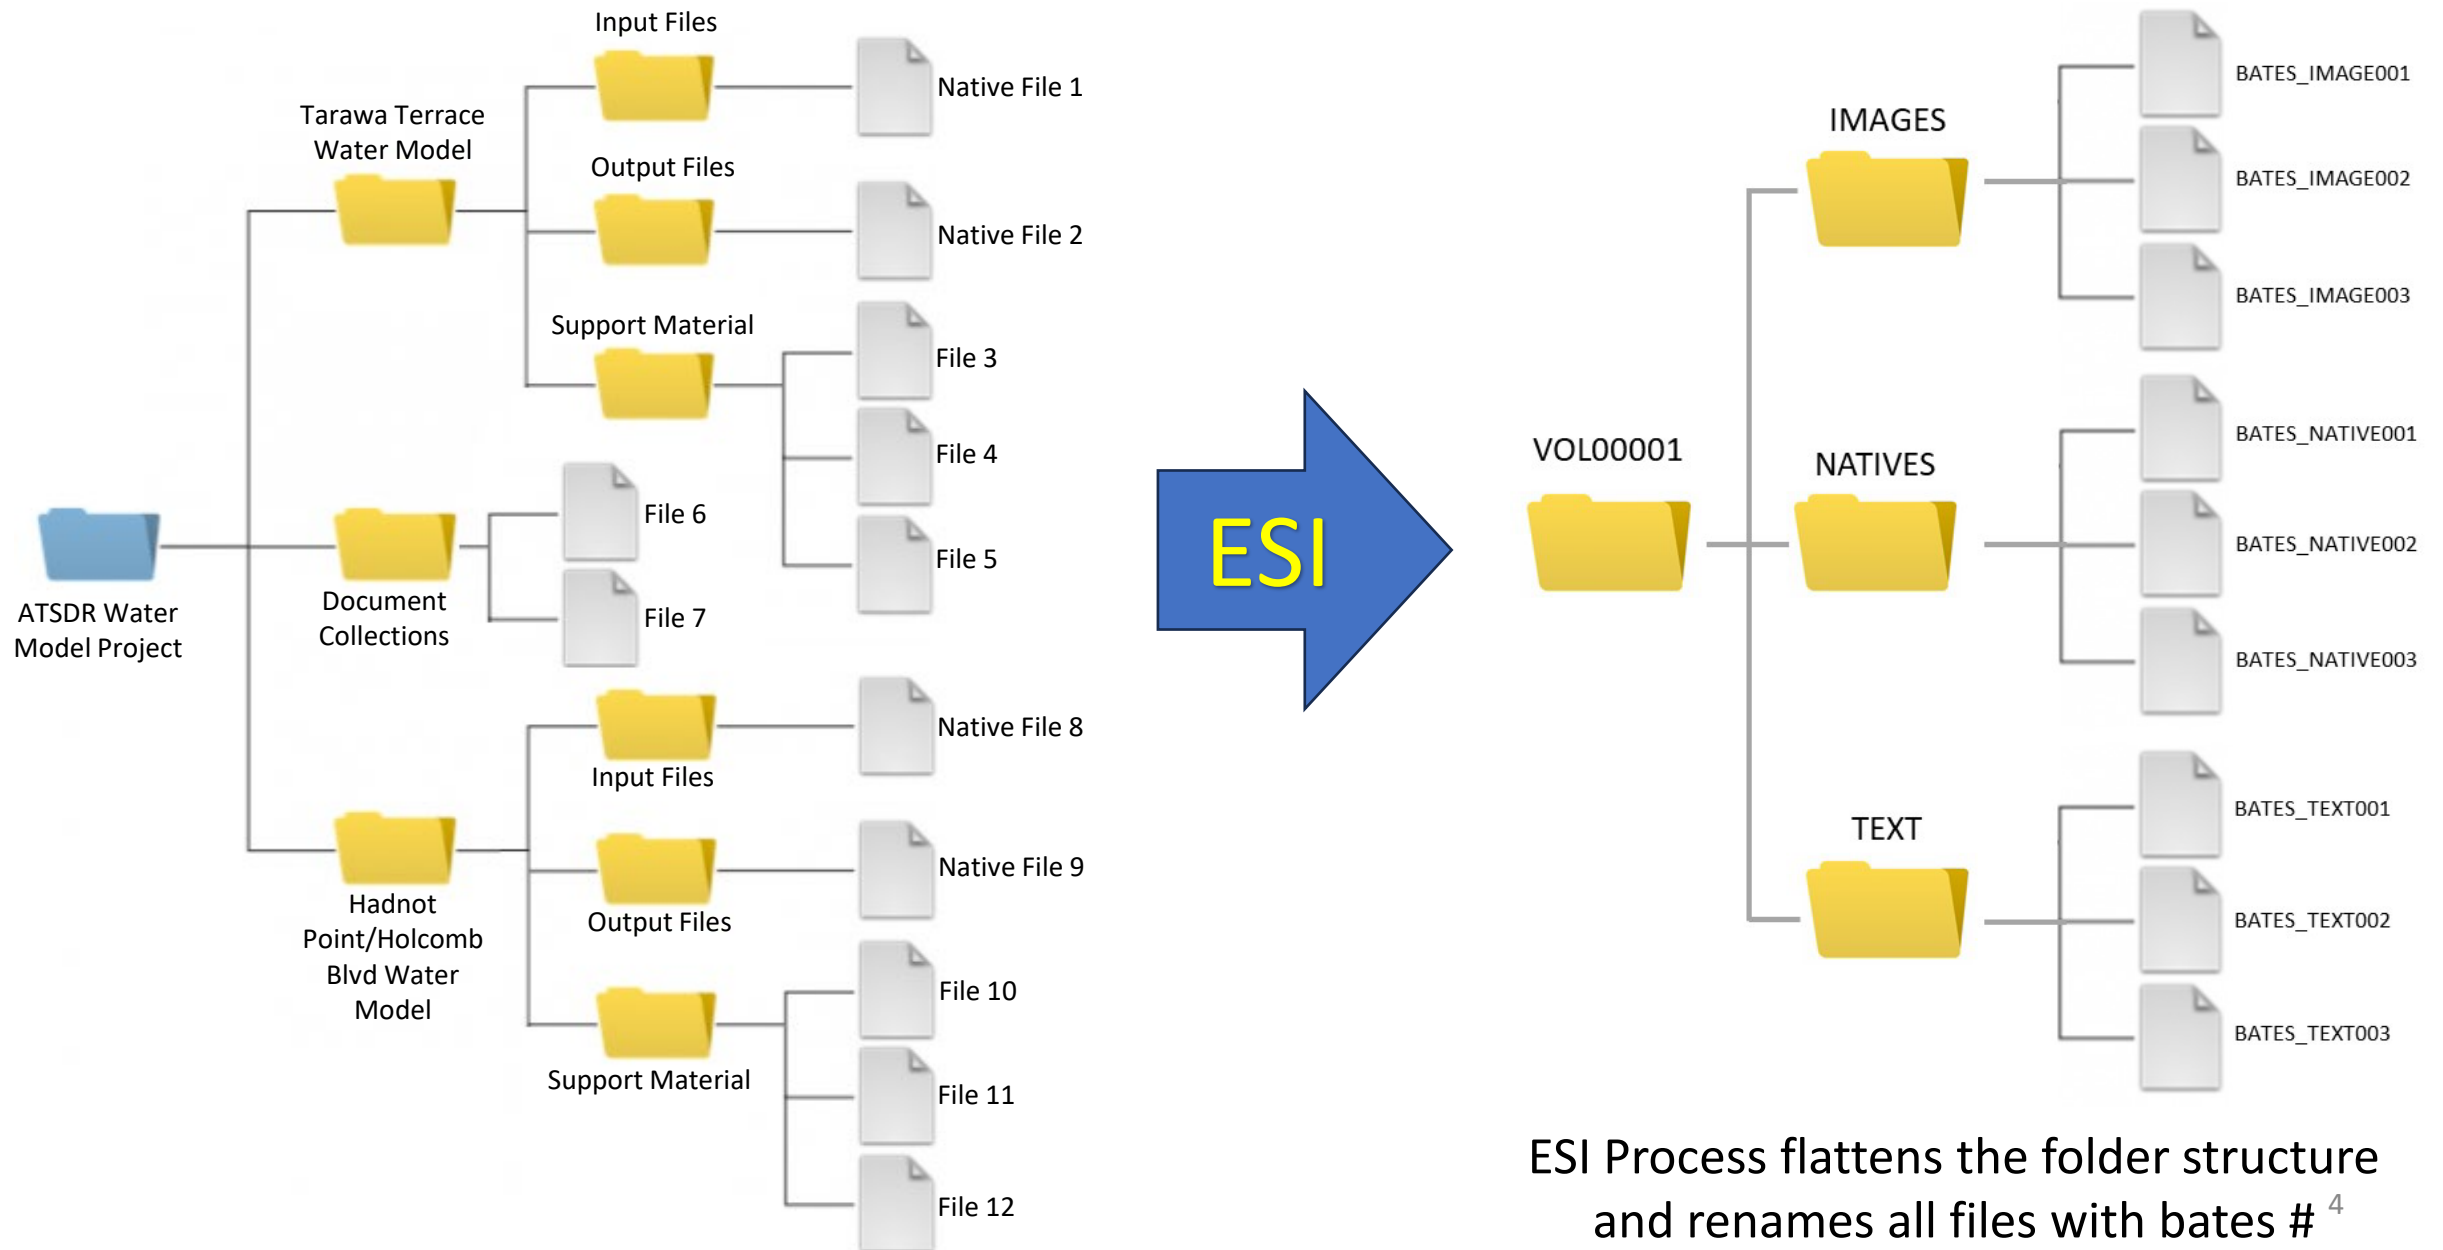 Input Files
Native File 1
Tarawa Terrace
Water Model
Output Files
Native File 2
Support Material
File 3
File 4
File 5
File 6
File 7
ATSDR Water
Model Project
Document
Collections
Input Files
Native File 8
Hadnot
Point/Holcomb
Blvd Water
Model
Output Files
Native File 9
Support Material
File 10
File 11
File 12
ESI
VOL00001
IMAGES
BATES_IMAGE001
BATES_IMAGE002
BATES_IMAGE003
NATIVES
BATES_NATIVE001
BATES_NATIVE002
BATES_NATIVE003
TEXT
BATES_TEXT001
BATES_TEXT002
BATES_TEXT003
ESI Process flattens the folder structure
and renames all files with bates #
4